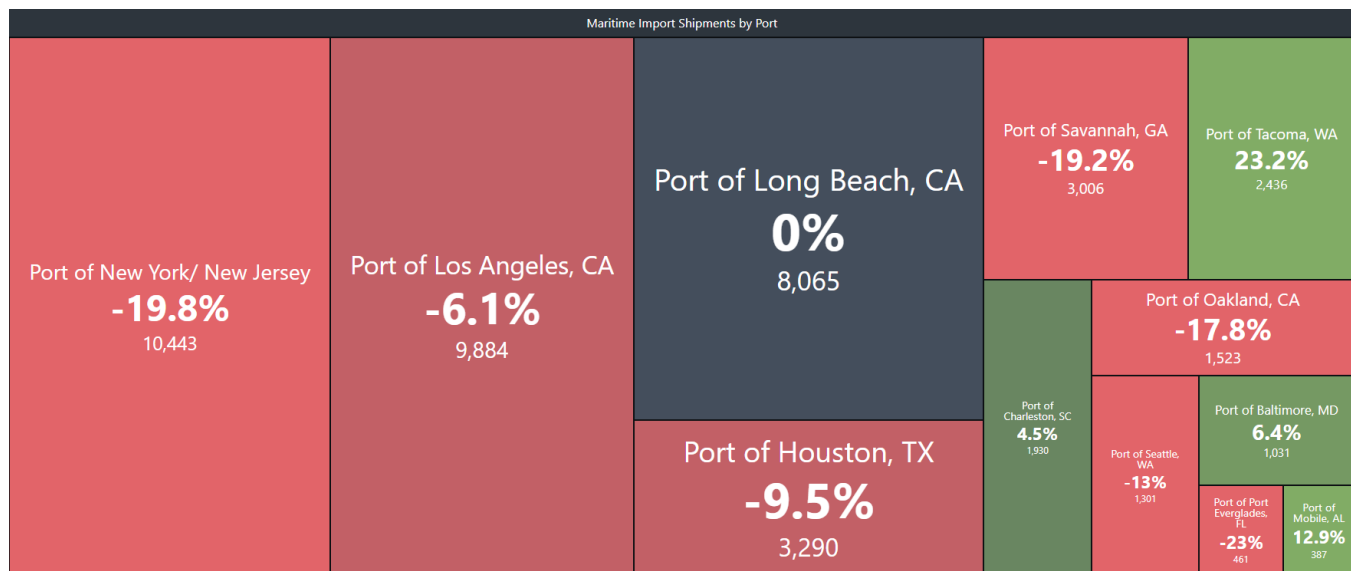 Maritime Import Shipments by Port
Port of New York/ New Jersey
-19.8%
10,443
Port of Los Angeles, CA
-6.1%
9,884
Port of Long Beach, CA
0%
8,065
Port of Houston, TX
-9.5%
3,290
Port of Savannah, GA
-19.2%
3,006
Port of Tacoma, WA
23.2%
2,436
Port of
Charleston, SC
4.5%
1,930
Port of Oakland, CA
-17.8%
1,523
Port of Seattle,
WA
-13%
1,301
Port of Baltimore, MD
6.4%
1,031
Port of Port
Everglades,
FL
-23%
461
Port of
Mobile, AL
12.9%
387